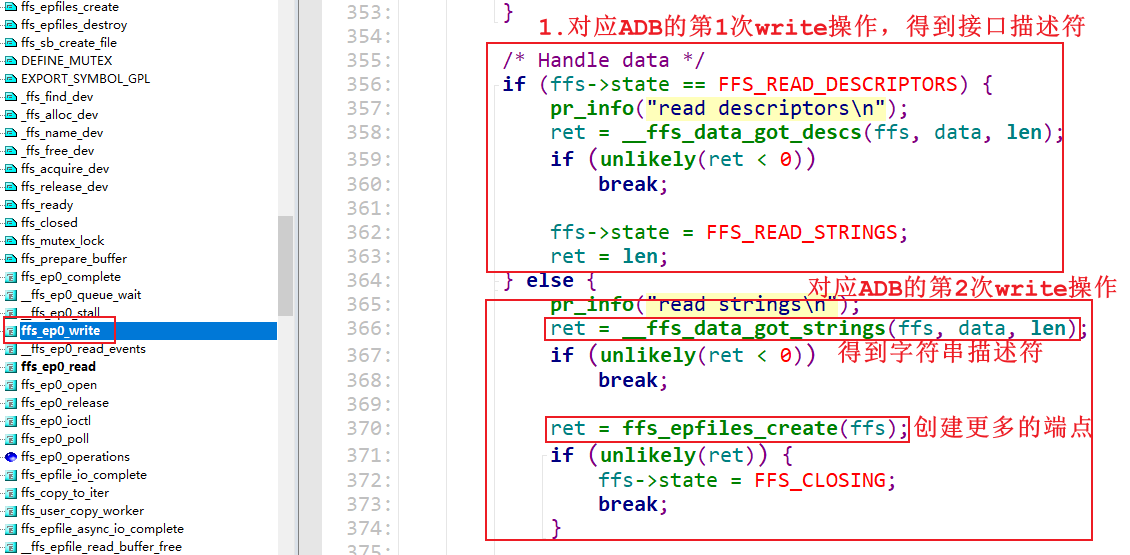 ffs_epfiles_create
ffs_epfiles_destroy
ffs_sb_create_file
DEFINE_MUTEX
EXPORT_SYMBOL_GPL
_ffs_find_dev
_ffs_alloc_dev
_ffs_name_dev
_ffs_free_dev
ffs_acquire_dev
ffs_release_dev
ffs_ready
ffs_closed
ffs_mutex_lock
ffs_prepare_buffer
ffs_ep0_complete
__ffs_ep0_queue_wait
__ffs_ep0_stall
ffs_ep0_write
__ffs_ep0_read_events
ffs_ep0_read
ffs_ep0_open
ffs_ep0_release
ffs_ep0_ioctl
ffs_ep0_poll
ffs_ep0_operations
ffs_epfile_io_complete
ffs_copy_to_iter
ffs_user_copy_worker
ffs_epfile_async_io_complete
__ffs_epfile_read_buffer_free
353: }
354: 1.对应ADB的第1次write操作，得到接口描述符
355: /* Handle data */
356: if (ffs->state == FFS_READ_DESCRIPTORS) {
357: pr_info("read descriptors\n");
358: ret = __ffs_data_got_descs(ffs, data, len);
359: if (unlikely(ret < 0))
360: break;
361:
362: ffs->state = FFS_READ_STRINGS;
363: ret = len;
364: } else { 对应ADB的第2次write操作
365: pr_info("read strings\n");
366: ret = __ffs_data_got_strings(ffs, data, len);
367: if (unlikely(ret < 0)) 得到字符串描述符
368: break;
369:
370: ret = ffs_epfiles_create(ffs); 创建更多的端点
371: if (unlikely(ret)) {
372: ffs->state = FFS_CLOSING;
373: break;
374: }
375: